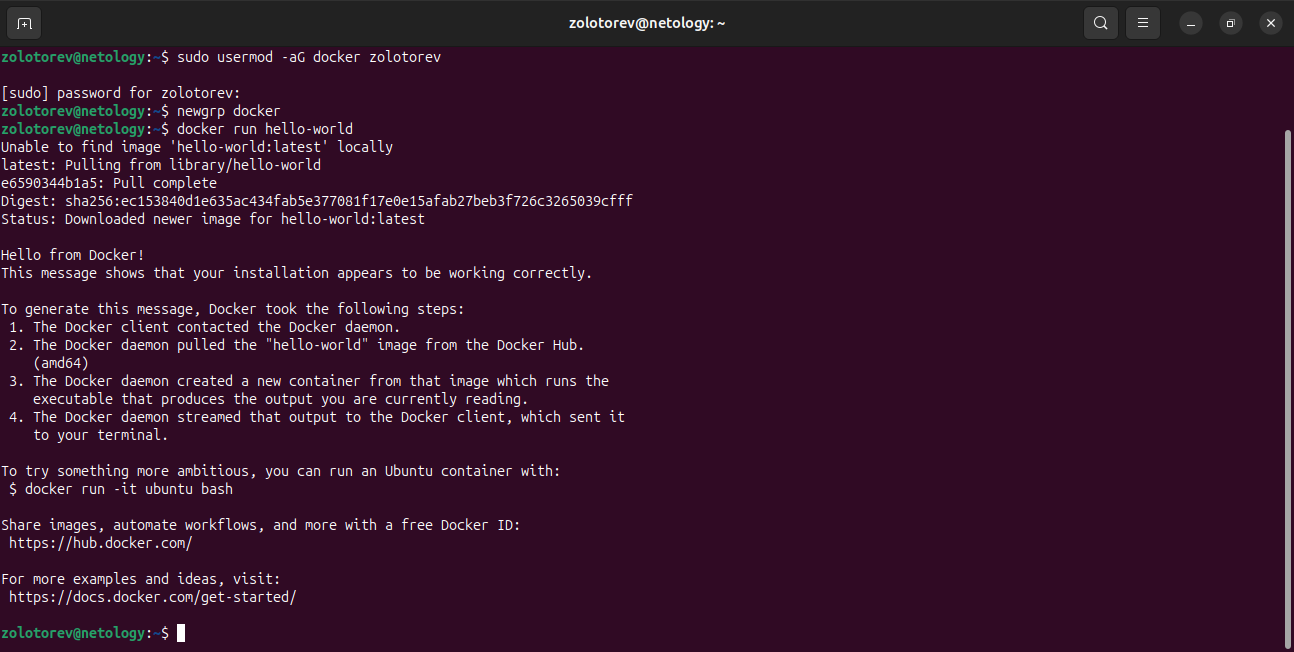 zolotorev@netology: ~
zolotorev@netology:~$ sudo usermod -aG docker zolotorev
[sudo] password for zolotorev:
zolotorev@netology:~$ newgrp docker
zolotorev@netology:~$ docker run hello-world
Unable to find image 'hello-world:latest' locally
latest: Pulling from library/hello-world
e6590344b1a5: Pull complete
Digest: sha256:ec153840d1e635ac434fab5e377081f17e0e15afab27beb3f726c3265039cfff
Status: Downloaded newer image for hello-world:latest

Hello from Docker!
This message shows that your installation appears to be working correctly.

To generate this message, Docker took the following steps:
 1. The Docker client contacted the Docker daemon.
 2. The Docker daemon pulled the "hello-world" image from the Docker Hub.
    (amd64)
 3. The Docker daemon created a new container from that image which runs the
    executable that produces the output you are currently reading.
 4. The Docker daemon streamed that output to the Docker client, which sent it
    to your terminal.

To try something more ambitious, you can run an Ubuntu container with:
 $ docker run -it ubuntu bash

Share images, automate workflows, and more with a free Docker ID:
 https://hub.docker.com/

For more examples and ideas, visit:
 https://docs.docker.com/get-started/

zolotorev@netology:~$